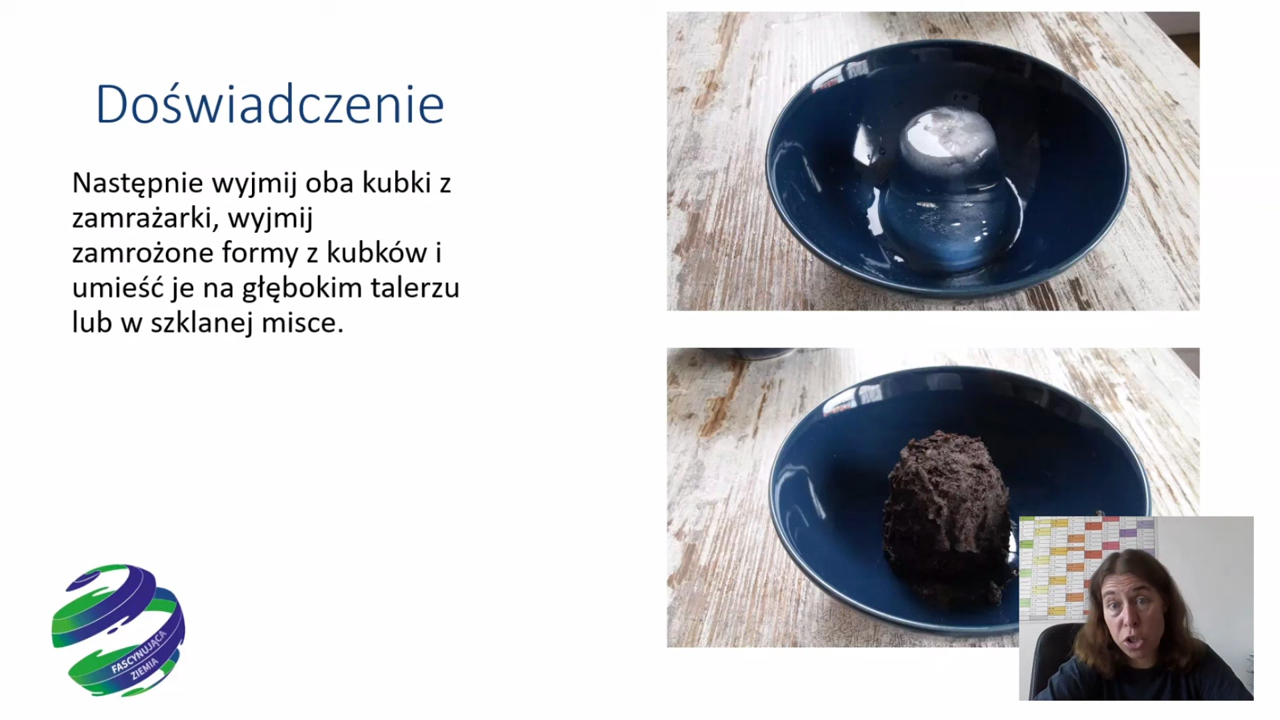 Doświadczenie
Następnie wyjmij oba kubki z
zamrażarki, wyjmij
zamrożone formy z kubków i
umieść je na głębokim talerzu
lub w szklanej misce.
FASCYNUJĄCA
ZIEMIA